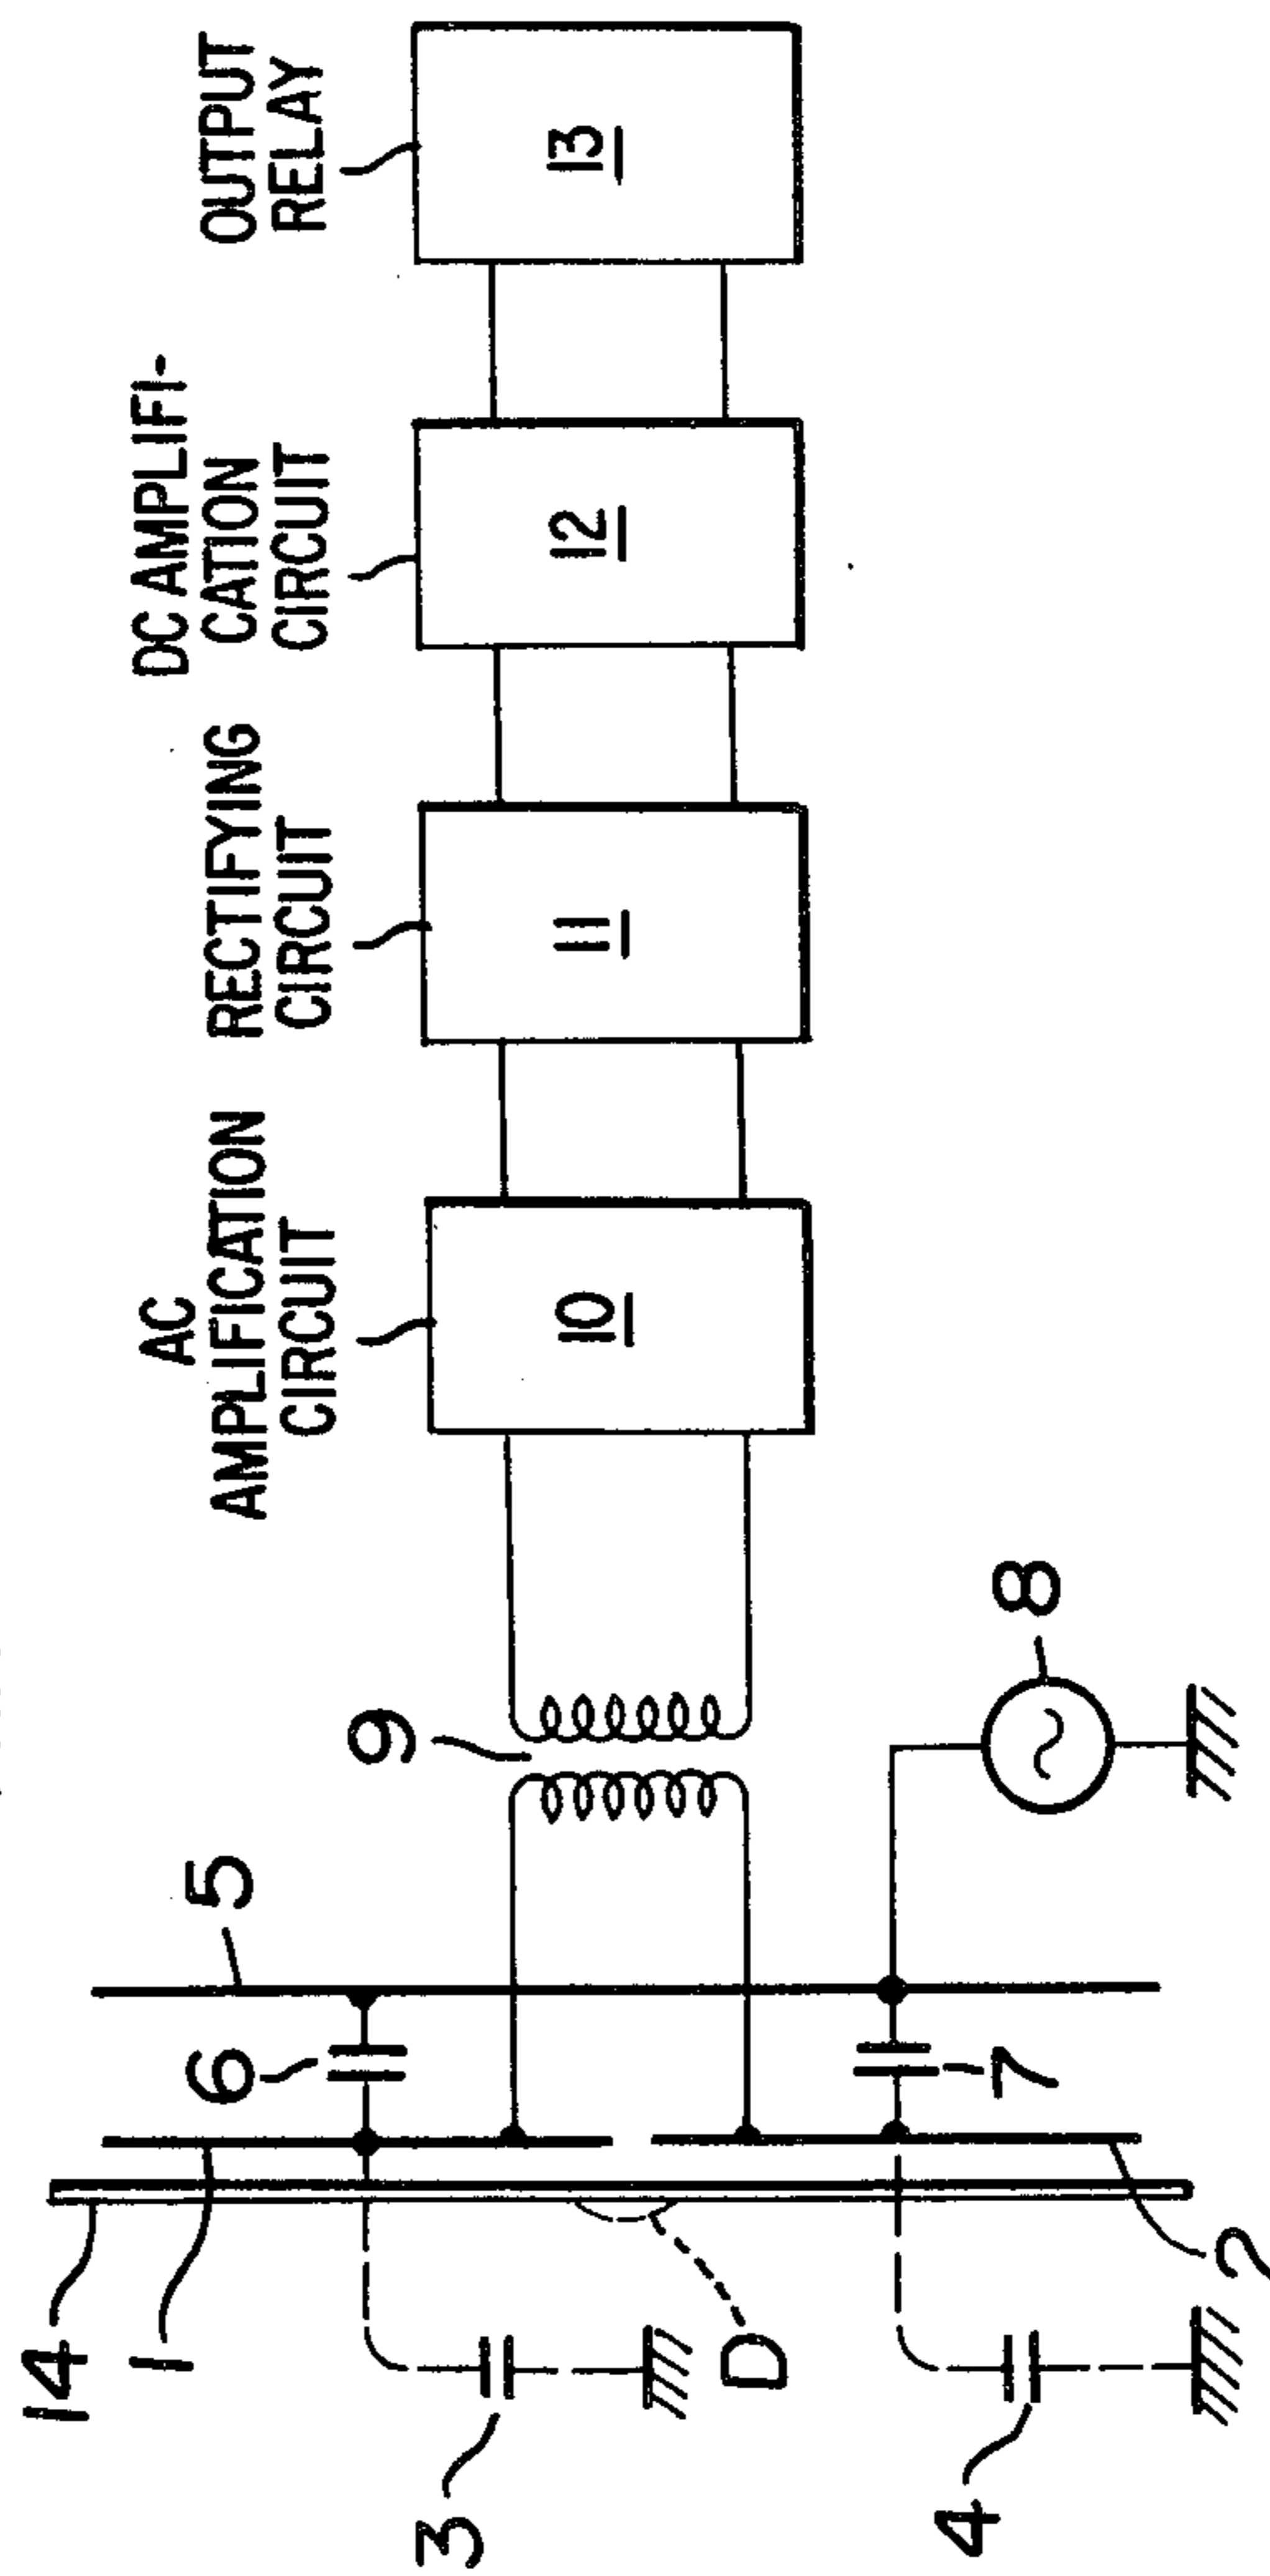 AC
AMPLIFICATION
CIRCUIT
RECTIFYING
CIRCUIT
DC AMPLIFI-
CATION
CIRCUIT
OUTPUT
RELAY
14
1
5
6
9
10
11
12
13
3
D
7
8
2
4